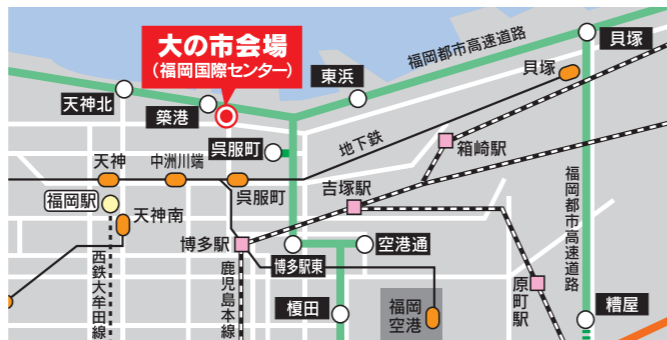 大の市会場
(福岡国際センター)
福岡都市高速道路
貝塚
東浜
貝塚
天神北
築港
呉服町
地下鉄
箱崎駅
天神
中洲川端
呉服町
吉塚駅
福岡駅
天神南
博多駅
空港通
博多駅東
西鉄大牟田線
鹿児島本線
榎田
福岡
空港
原町駅
福岡都市高速道路
糟屋